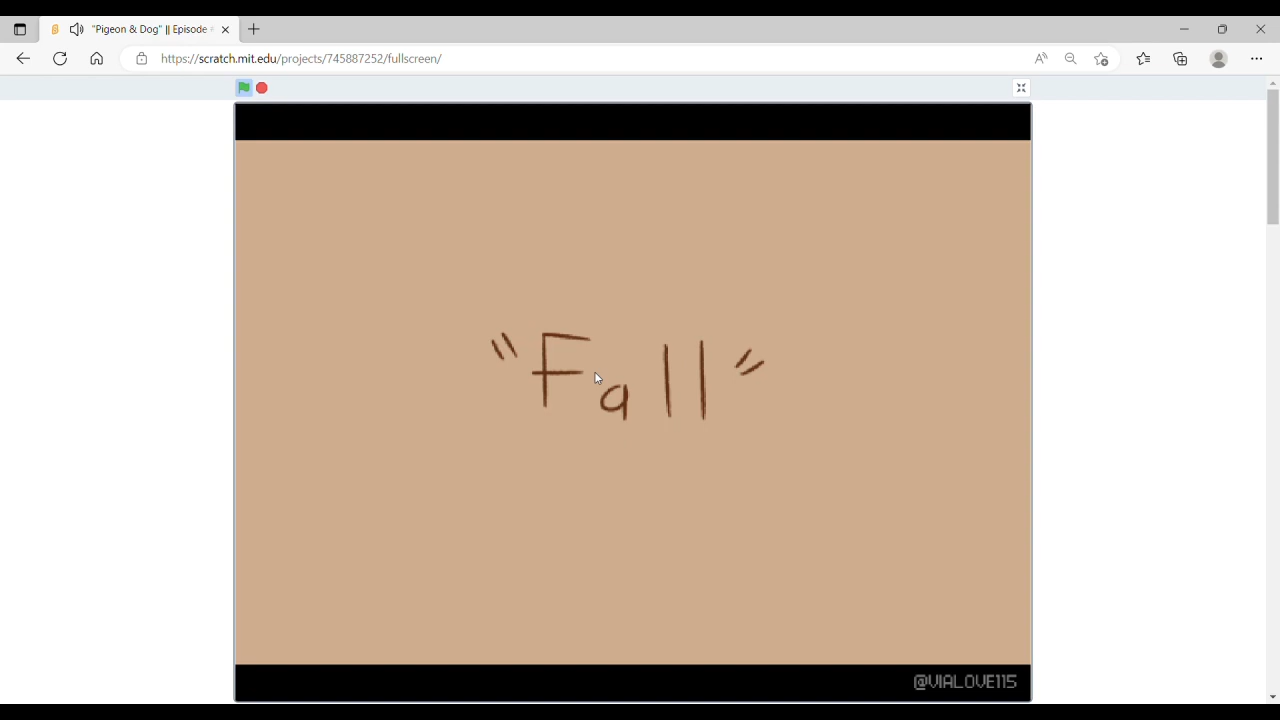 "Pigeon & Dog" || Episode
https://scratch.mit.edu/projects/745887252/fullscreen/
"Fall"
@VIALOVE115